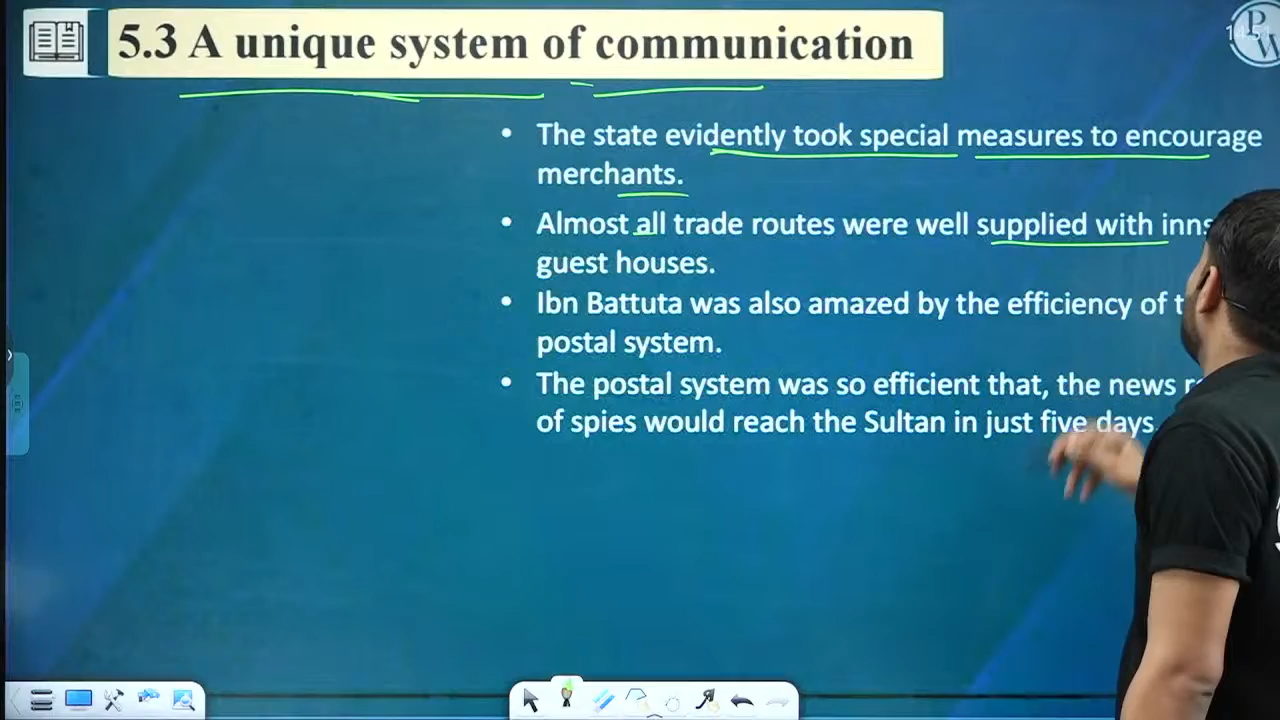 5.3 A unique system of communication
PW
• The state evidently took special measures to encourage
merchants.
• Almost all trade routes were well supplied with inns
guest houses.
• Ibn Battuta was also amazed by the efficiency of
postal system.
• The postal system was so efficient that, the news
of spies would reach the Sultan in just five days